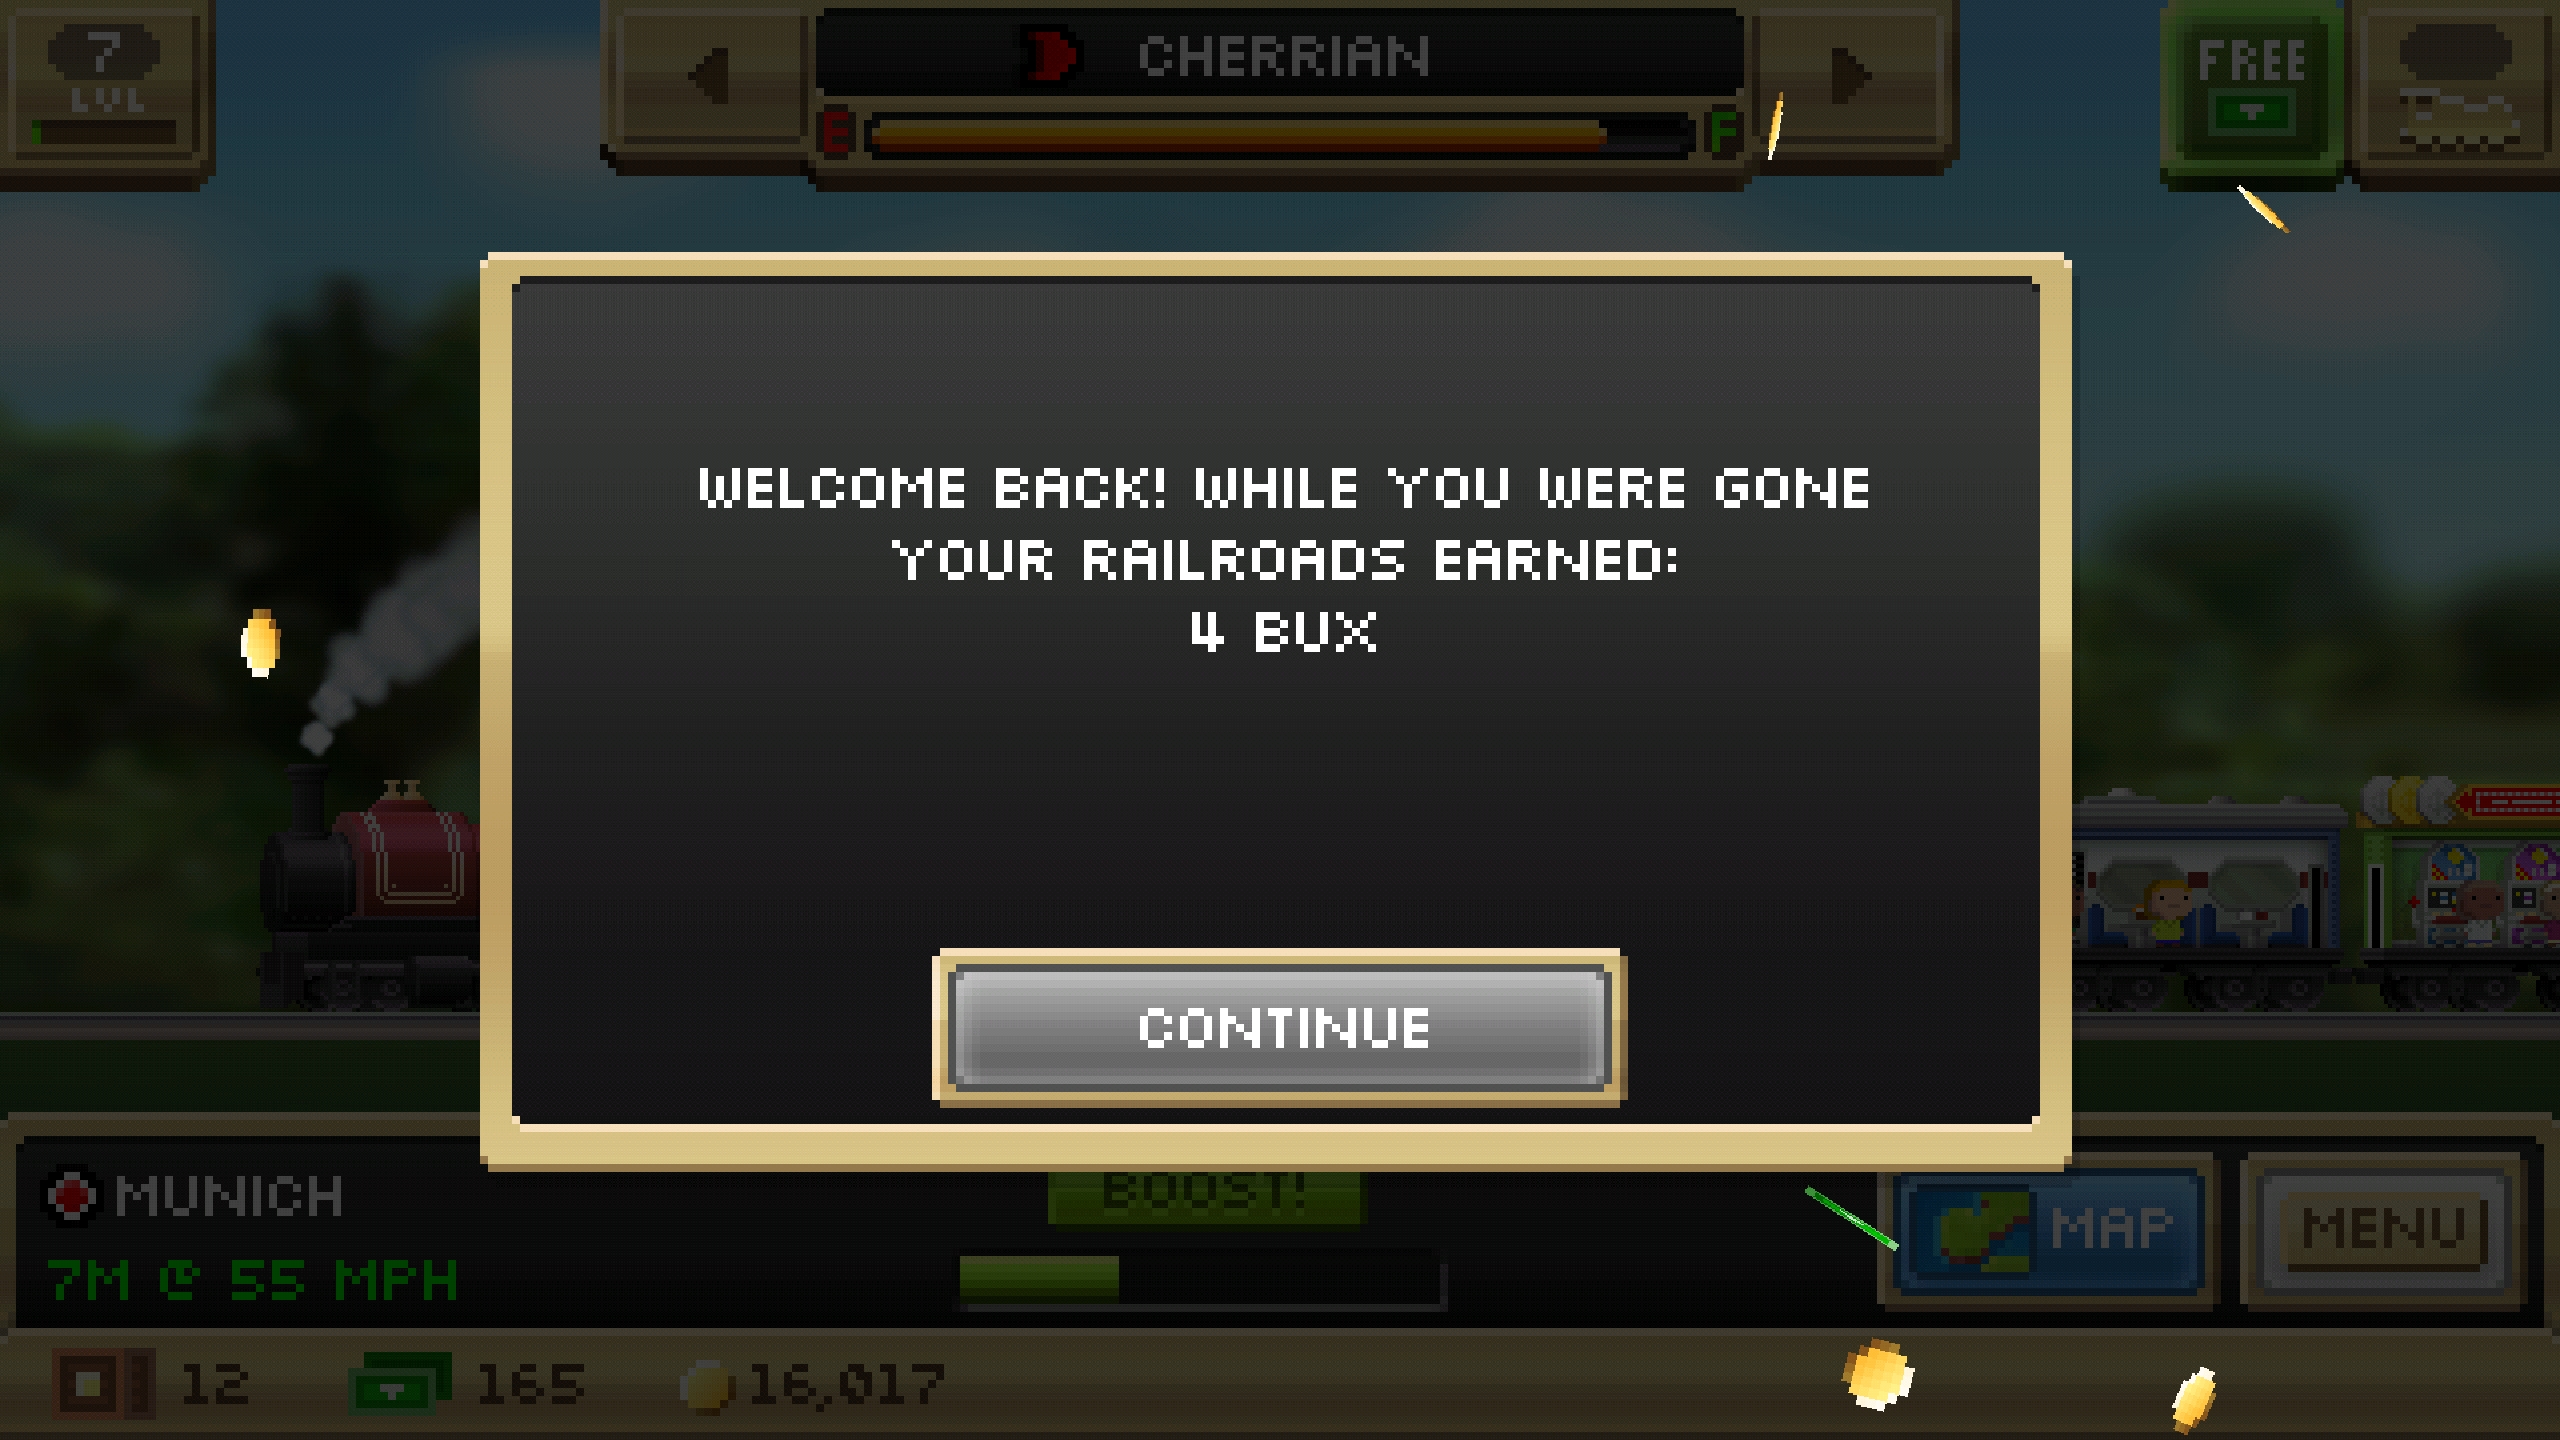 7
LVL
CHERRIAN
E
F
FREE
WELCOME BACK! WHILE YOU WERE GONE
YOUR RAILROADS EARNED:
4 BUX
CONTINUE
MUNICH
7M @ 55 MPH
BOOST!
MAP
MENU
12
165
16,017